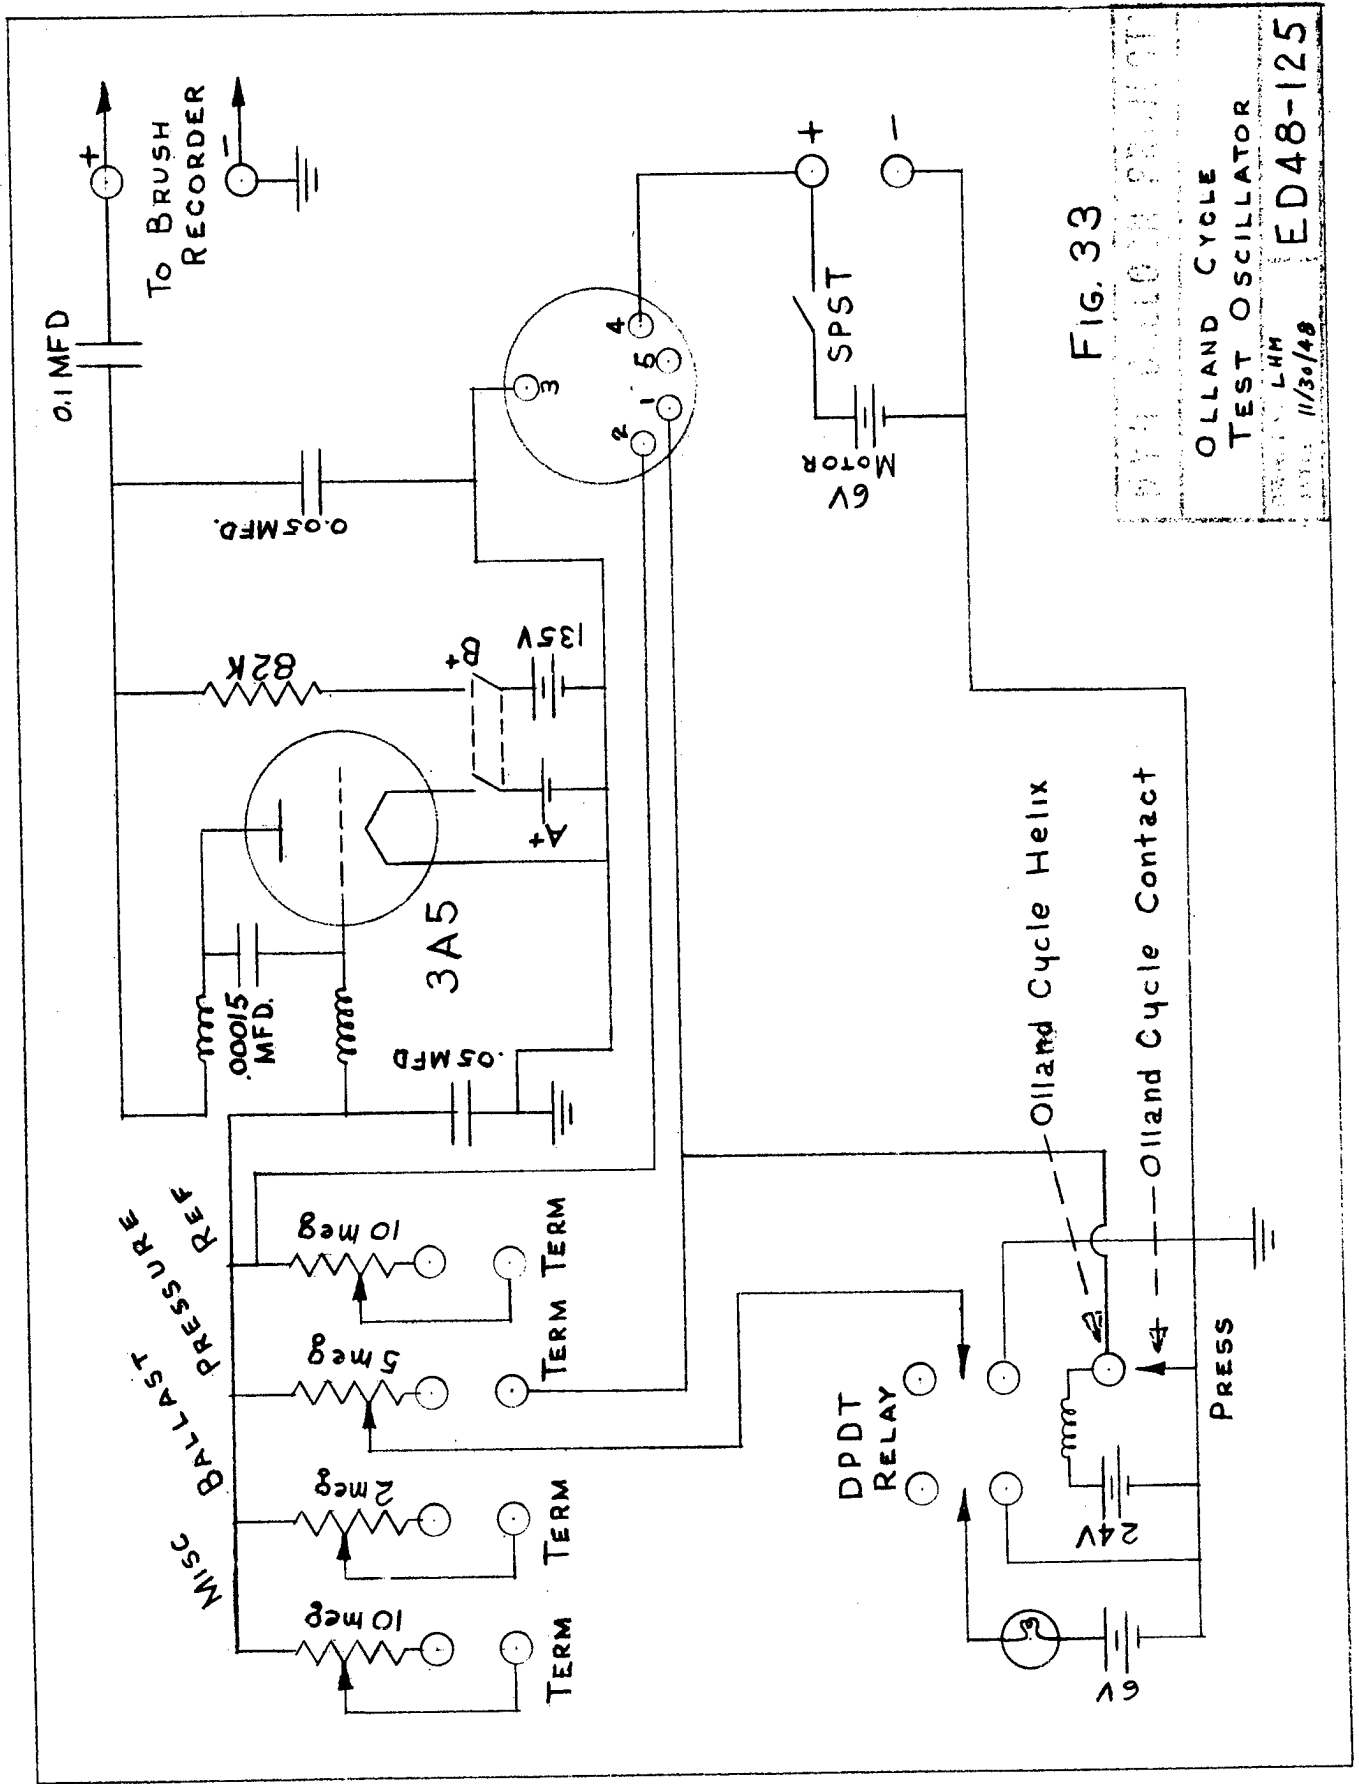 +
-
TO BRUSH
RECORDER
0.1 MFD
0.05 MFD.
82K
B+
135V
A+
3A5
.00015
MFD.
.05 MFD
3
4
5
1
2
+
-
SPST
6V
MOTOR
MISC
BALLAST
PRESSURE
REF
10 meg
2 meg
5 meg
10 meg
TERM
TERM
TERM
TERM
DPDT
RELAY
24V
6V
PRESS
Olland Cycle Helix
Olland Cycle Contact
FIG. 33
OLLAND CYCLE
TEST OSCILLATOR
LHM
11/30/48
ED48-125